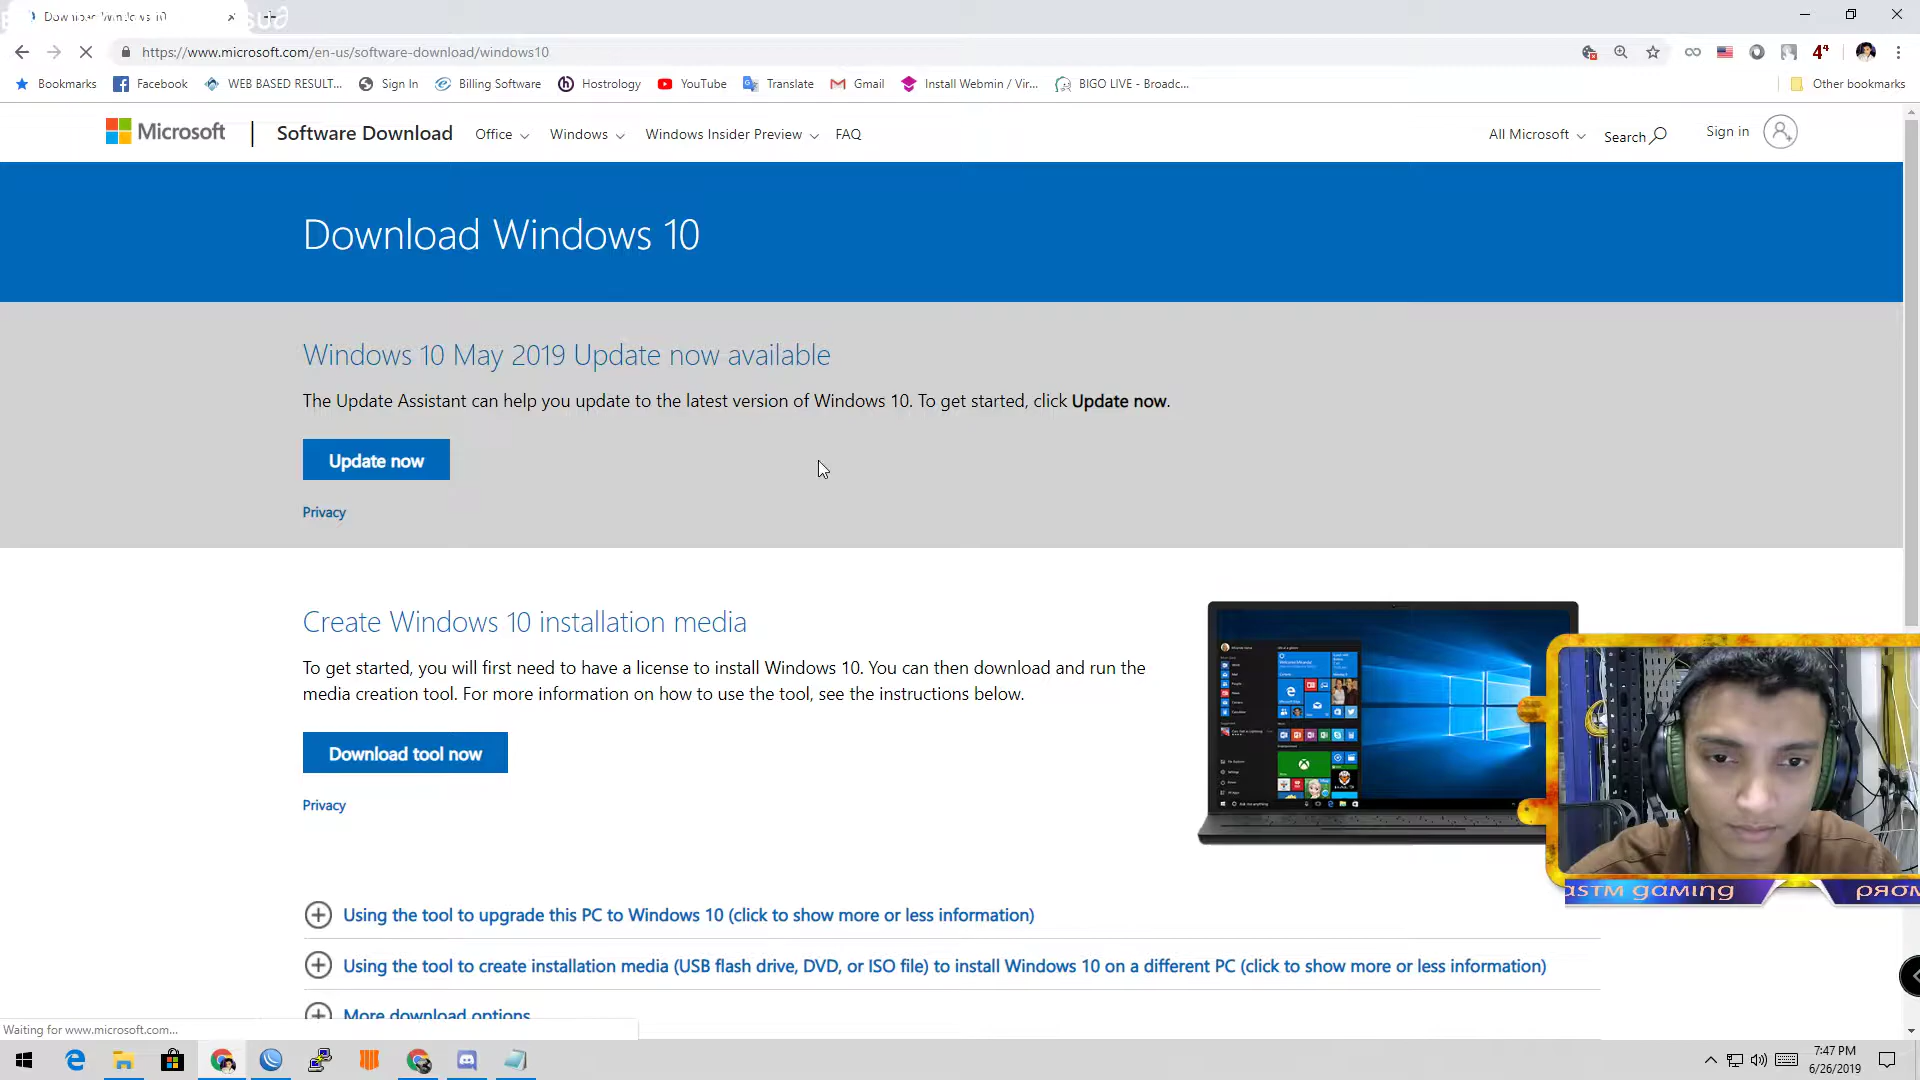 Download Windows 10
https://www.microsoft.com/en-us/software-download/windows10
4ᴬ
Bookmarks
Facebook
WEB BASED RESULT...
Sign In
Billing Software
Hostrology
YouTube
Translate
Gmail
Install Webmin / Vir...
BIGO LIVE - Broadc...
Other bookmarks
Microsoft
Software Download
Office
Windows
Windows Insider Preview
FAQ
All Microsoft
Search
Sign in
Download Windows 10
Windows 10 May 2019 Update now available
The Update Assistant can help you update to the latest version of Windows 10. To get started, click Update now.
Update now
Privacy
Create Windows 10 installation media
To get started, you will first need to have a license to install Windows 10. You can then download and run the
media creation tool. For more information on how to use the tool, see the instructions below.
Download tool now
Privacy
ASTM gaming
Using the tool to upgrade this PC to Windows 10 (click to show more or less information)
Using the tool to create installation media (USB flash drive, DVD, or ISO file) to install Windows 10 on a different PC (click to show more or less information)
More download options
Waiting for www.microsoft.com...
7:47 PM
6/26/2019